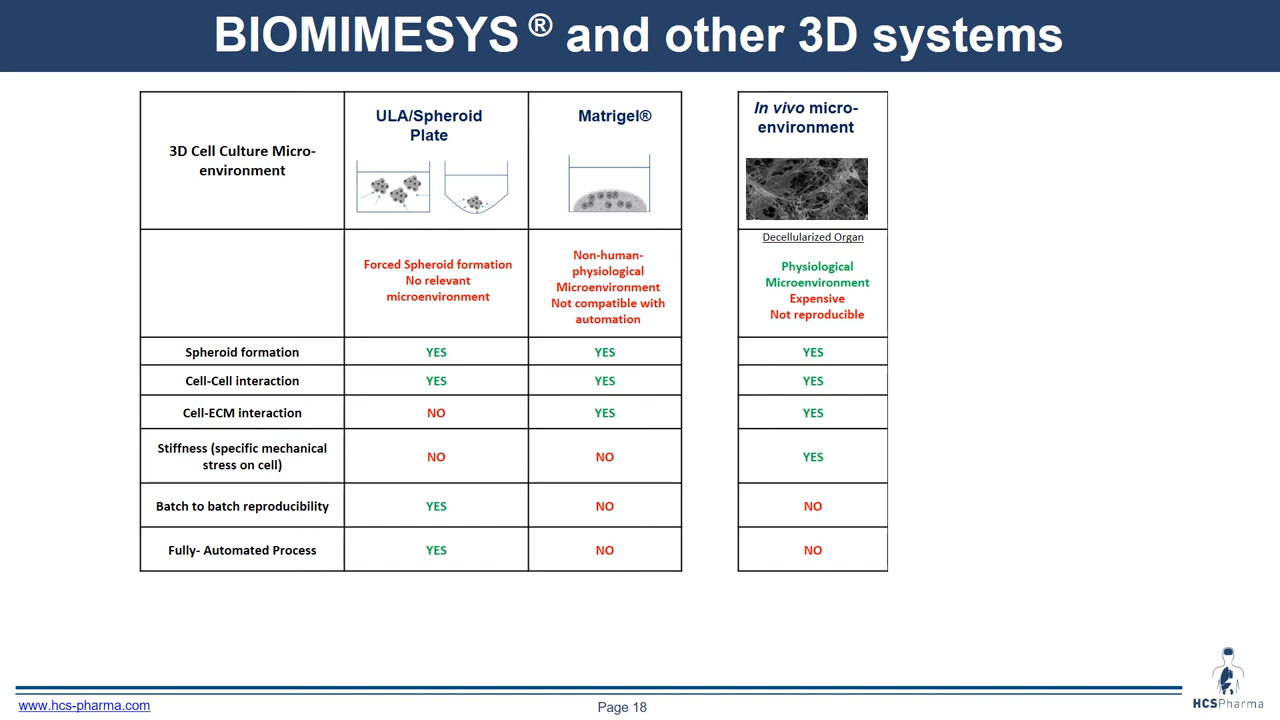 BIOMIMESYS ® and other 3D systems
3D Cell Culture Micro-
environment
ULA/Spheroid
Plate
Matrigel®
In vivo micro-
environment
Forced Spheroid formation
No relevant
microenvironment
Non-human-
physiological
Microenvironment
Not compatible with
automation
Decellularized Organ
Physiological
Microenvironment
Expensive
Not reproducible
Spheroid formation YES YES YES
Cell-Cell interaction YES YES YES
Cell-ECM interaction NO YES YES
Stiffness (specific mechanical
stress on cell) NO NO YES
Batch to batch reproducibility YES NO NO
Fully- Automated Process YES NO NO
www.hcs-pharma.com
Page 18
HCSPharma